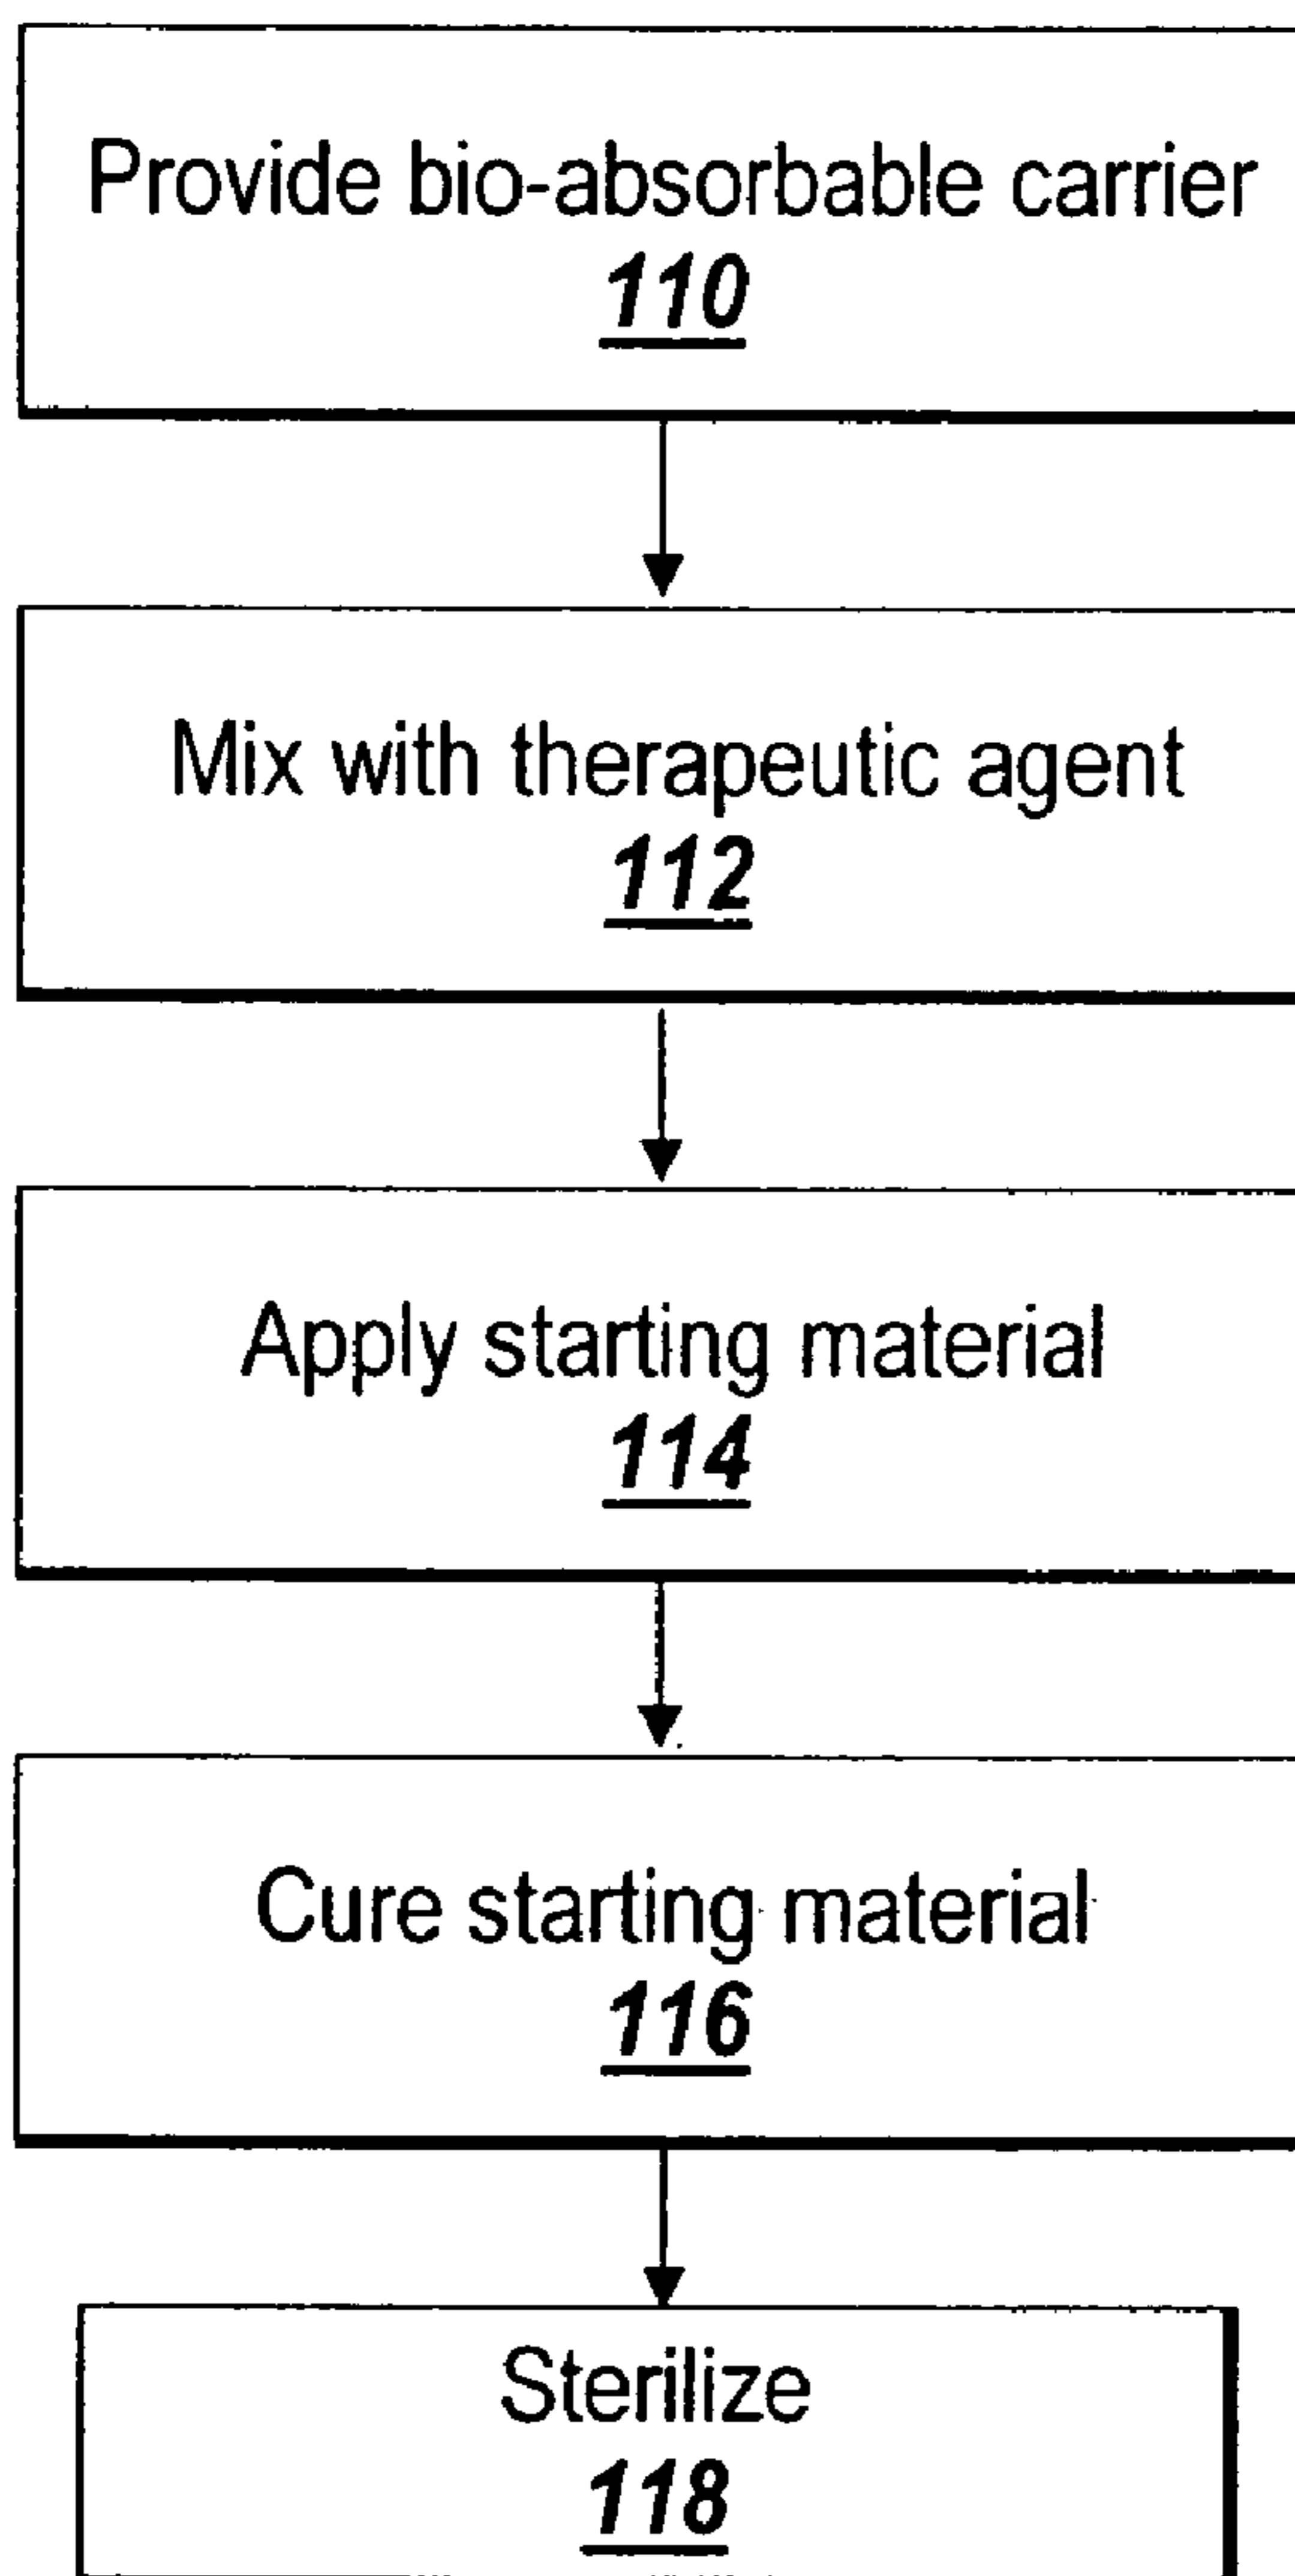 Provide bio-absorbable carrier
110
Mix with therapeutic agent
112
Apply starting material
114
Cure starting material
116
Sterilize
118